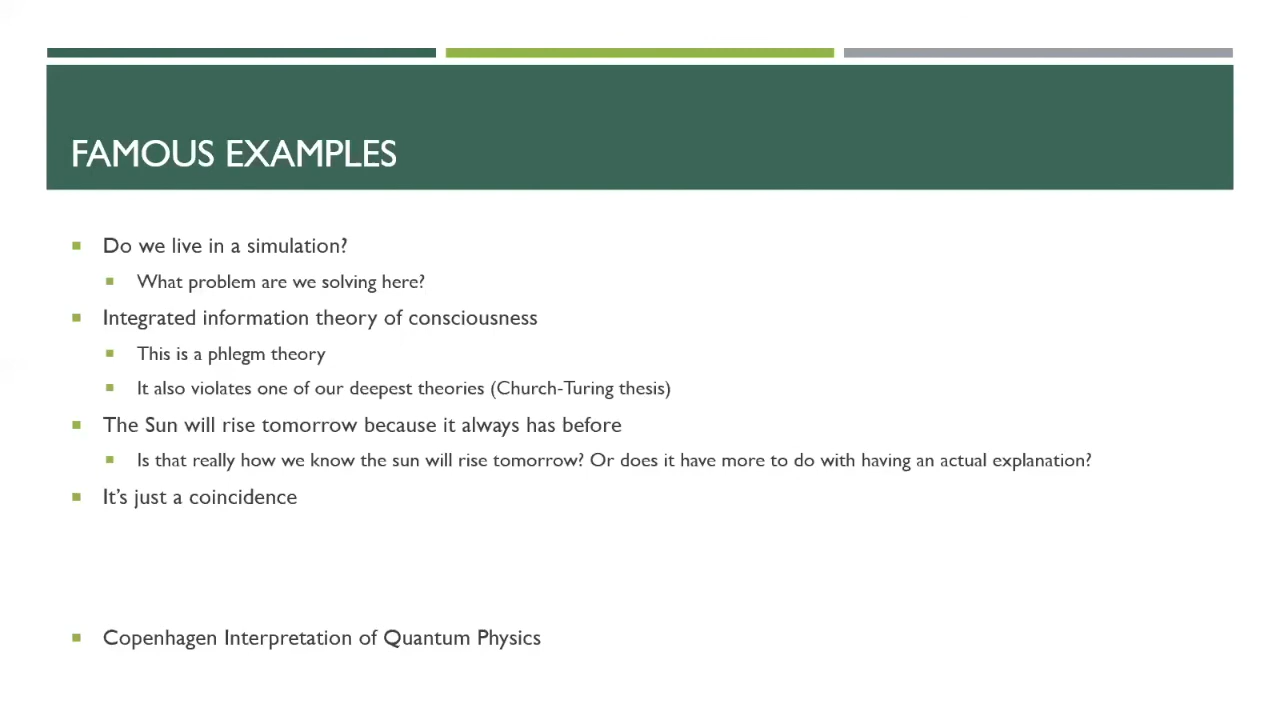 FAMOUS EXAMPLES
Do we live in a simulation?
What problem are we solving here?
Integrated information theory of consciousness
This is a phlegm theory
It also violates one of our deepest theories (Church-Turing thesis)
The Sun will rise tomorrow because it always has before
Is that really how we know the sun will rise tomorrow? Or does it have more to do with having an actual explanation?
It’s just a coincidence
Copenhagen Interpretation of Quantum Physics